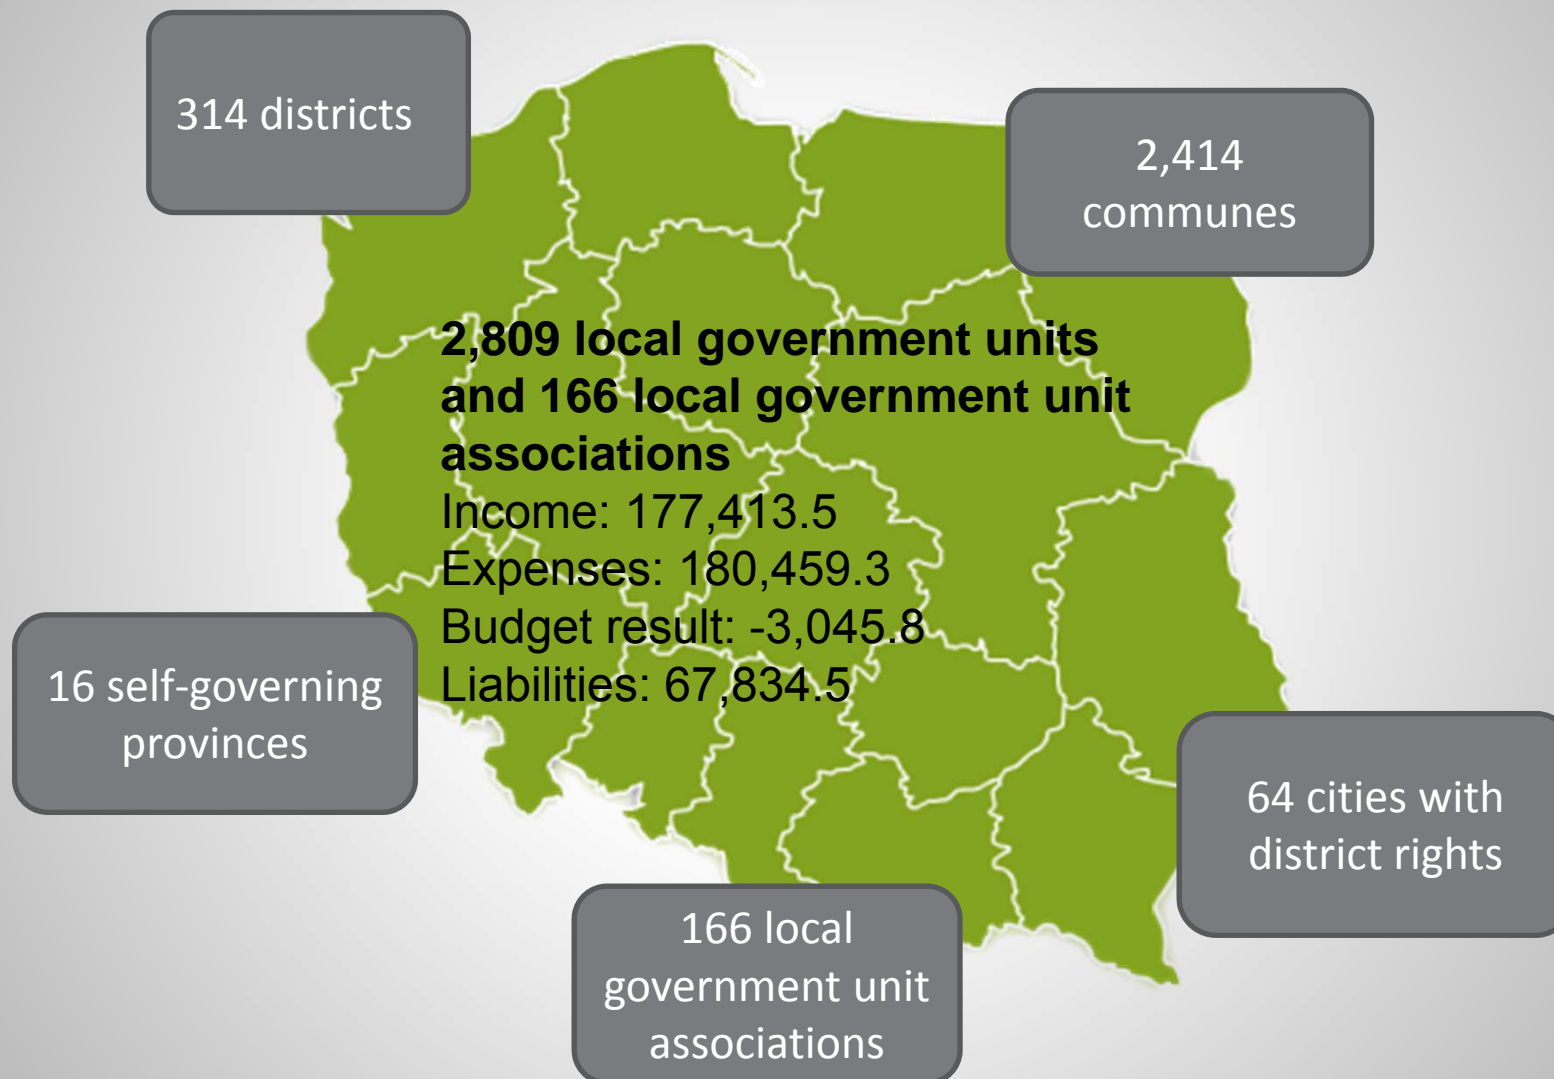 314 districts
2,414
communes
2,809 local government units
and 166 local government unit
associations
Income: 177,413.5
Expenses: 180,459.3
Budget result: -3,045.8
Liabilities: 67,834.5
16 self-governing
provinces
64 cities with
district rights
166 local
government unit
associations